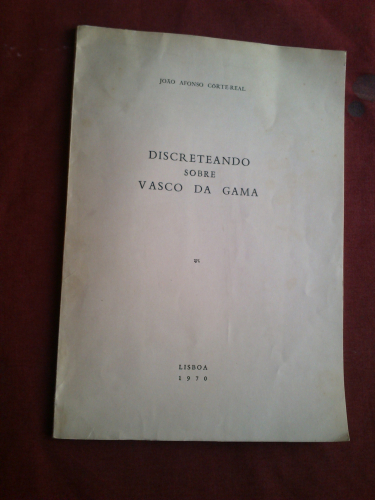 JOÃO AFONSO CORTE-REAL
DISCRETEANDO
SOBRE
VASCO DA GAMA
LISBOA
1970